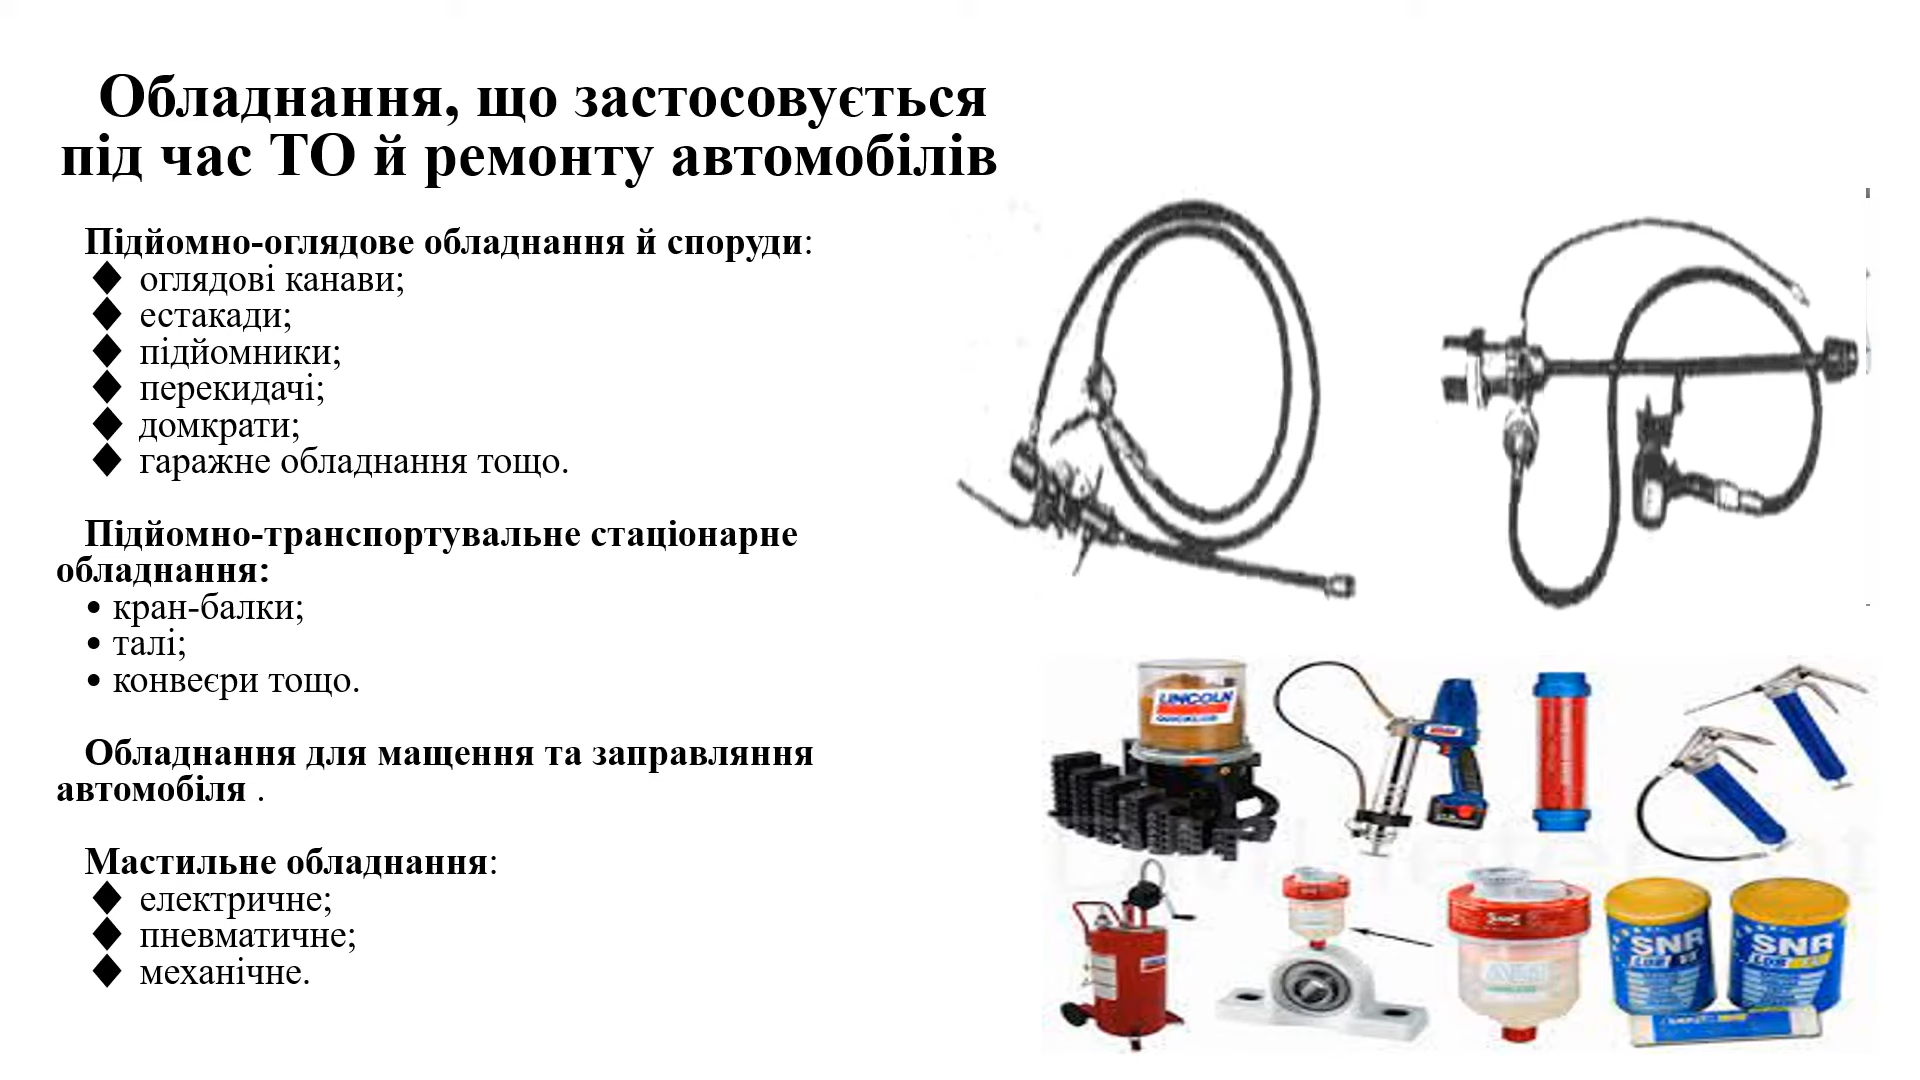 Обладнання, що застосовується
під час ТО й ремонту автомобілів
Підйомно-оглядове обладнання й споруди:
♦ оглядові канави;
♦ естакади;
♦ підйомники;
♦ перекидачі;
♦ домкрати;
♦ гаражне обладнання тощо.
Підйомно-транспортувальне стаціонарне
обладнання:
• кран-балки;
• талі;
• конвеєри тощо.
Обладнання для мащення та заправляння
автомобіля .
Мастильне обладнання:
♦ електричне;
♦ пневматичне;
♦ механічне.
LINCOLN
QUICKLUB
SNR
SNR